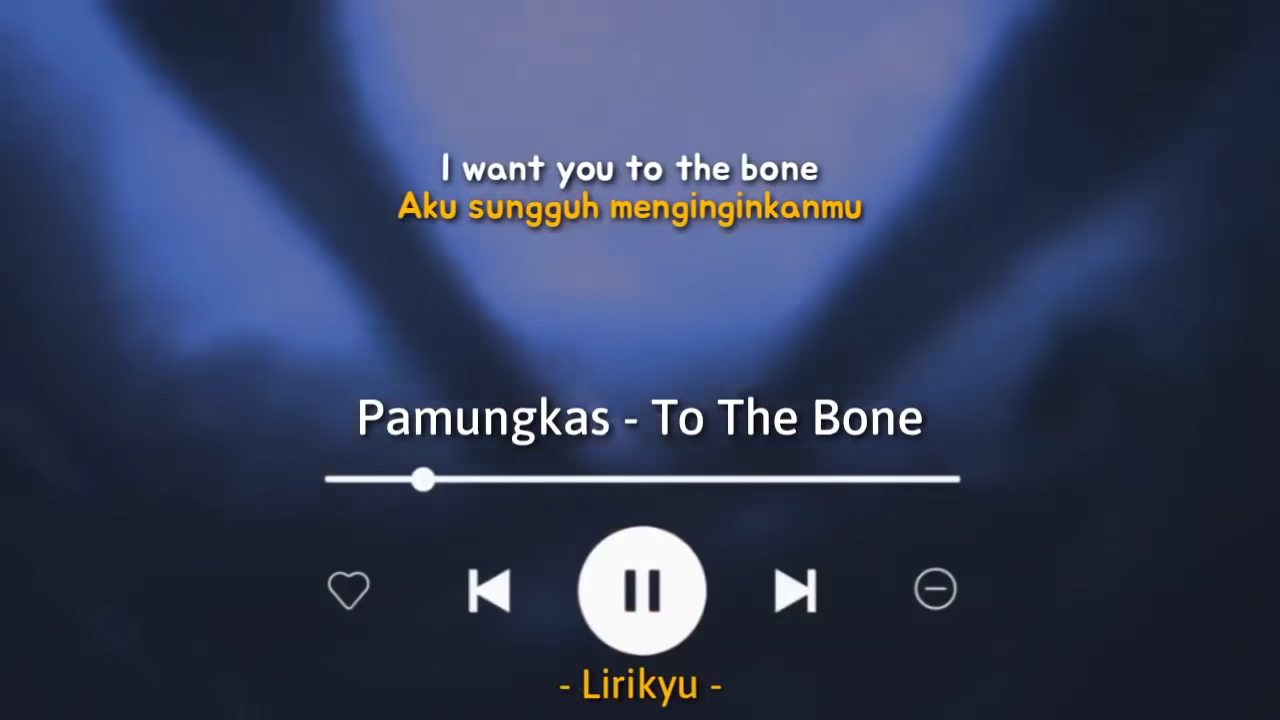 I want you to the bone
Aku sungguh menginginkanmu
Pamungkas - To The Bone
- Lirikyu -